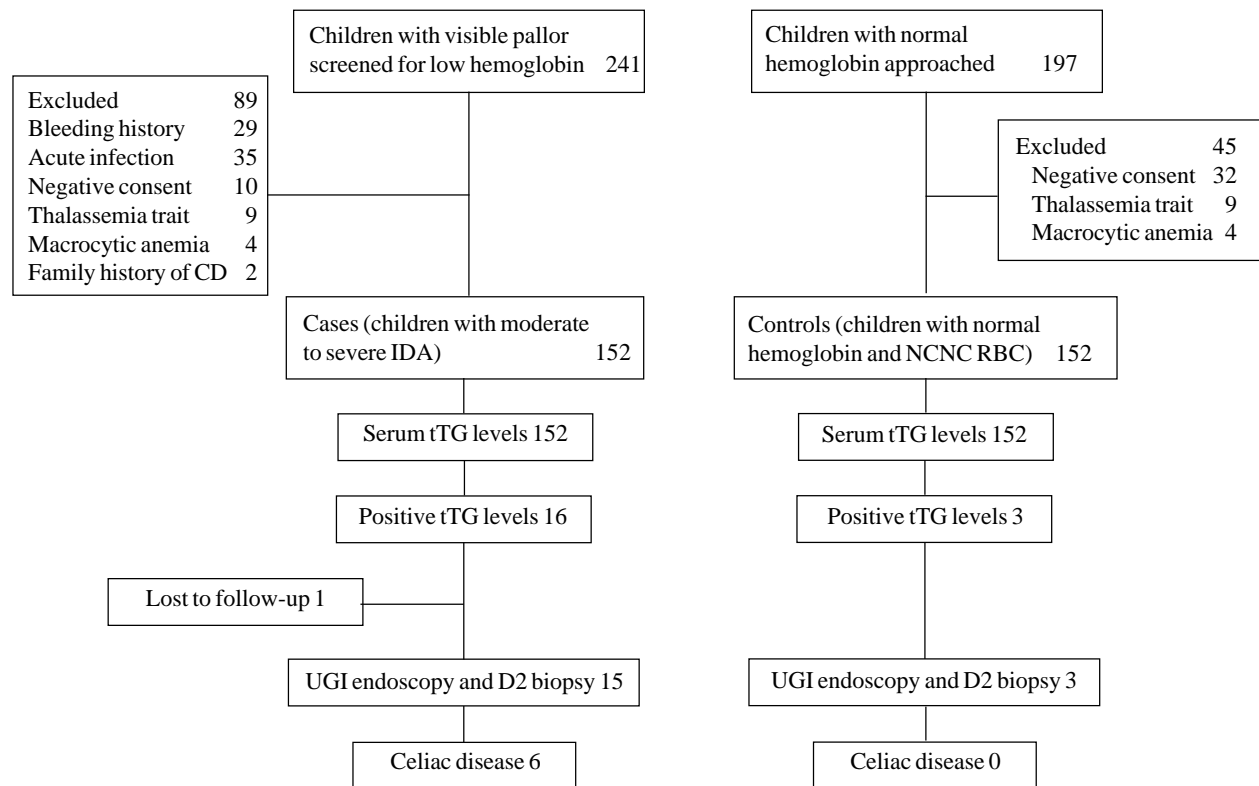 Children with visible pallor
screened for low hemoglobin 241
Excluded 89
Bleeding history 29
Acute infection 35
Negative consent 10
Thalassemia trait 9
Macrocytic anemia 4
Family history of CD 2
Cases (children with moderate
to severe IDA) 152
Serum tTG levels 152
Positive tTG levels 16
Lost to follow-up 1
UGI endoscopy and D2 biopsy 15
Celiac disease 6
Children with normal
hemoglobin approached 197
Excluded 45
Negative consent 32
Thalassemia trait 9
Macrocytic anemia 4
Controls (children with normal
hemoglobin and NCNC RBC) 152
Serum tTG levels 152
Positive tTG levels 3
UGI endoscopy and D2 biopsy 3
Celiac disease 0